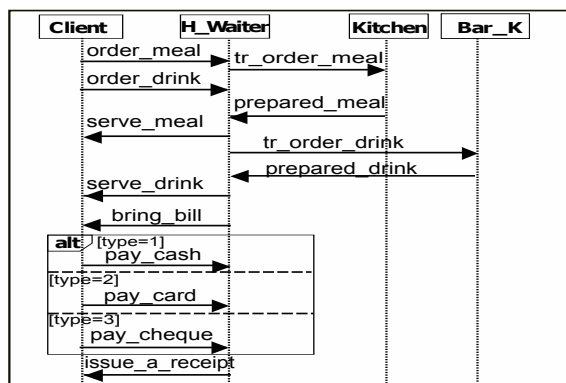 Client H_Waiter Kitchen Bar_K
order_meal
tr_order_meal
order_drink
prepared_meal
serve_meal
tr_order_drink
prepared_drink
serve_drink
bring_bill
alt [type=1]
pay_cash
[type=2]
pay_card
[type=3]
pay_cheque
issue_a_receipt